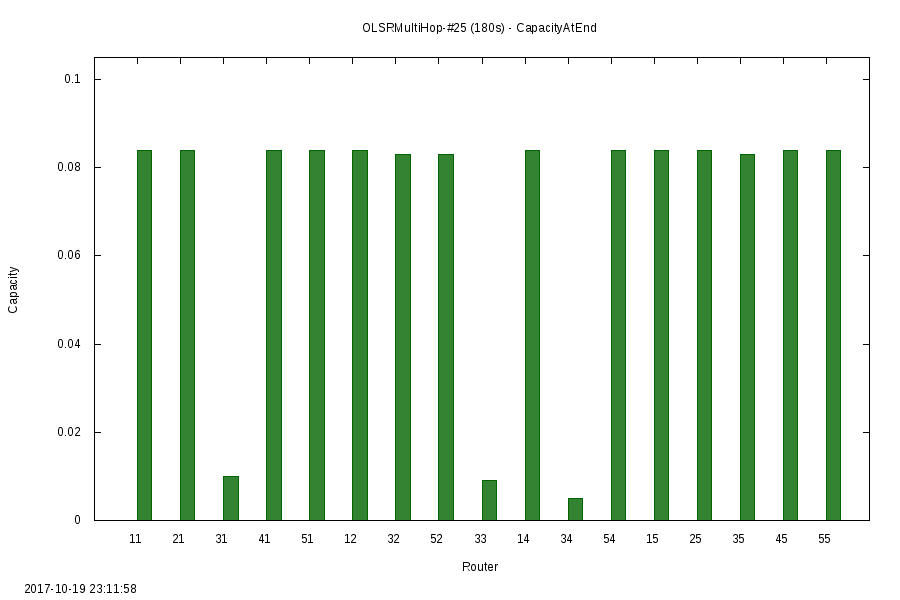 OLSRMultiHop-#25 (180s) - CapacityAtEnd
0.1
0.08
0.06
0.04
0.02
0
Capacity
11 21 31 41 51 12 32 52 33 14 34 54 15 25 35 45 55
Router
2017-10-19 23:11:58